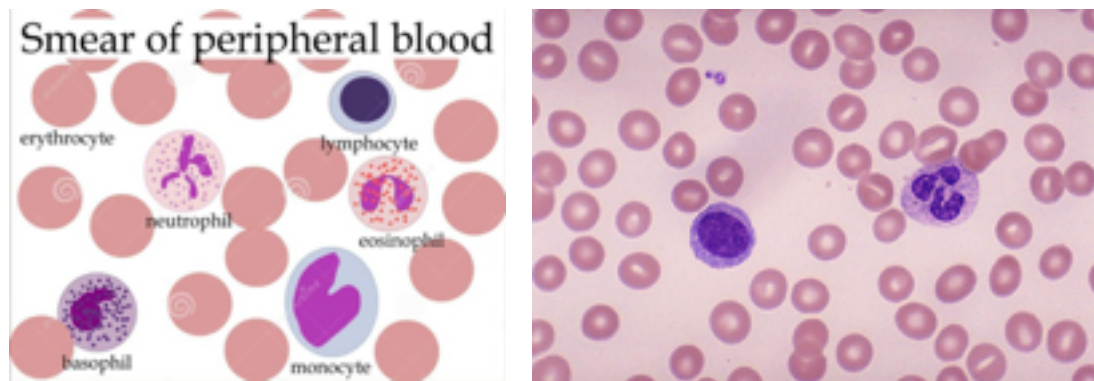 Smear of peripheral blood
erythrocyte
lymphocyte
neutrophil
eosinophil
basophil
monocyte